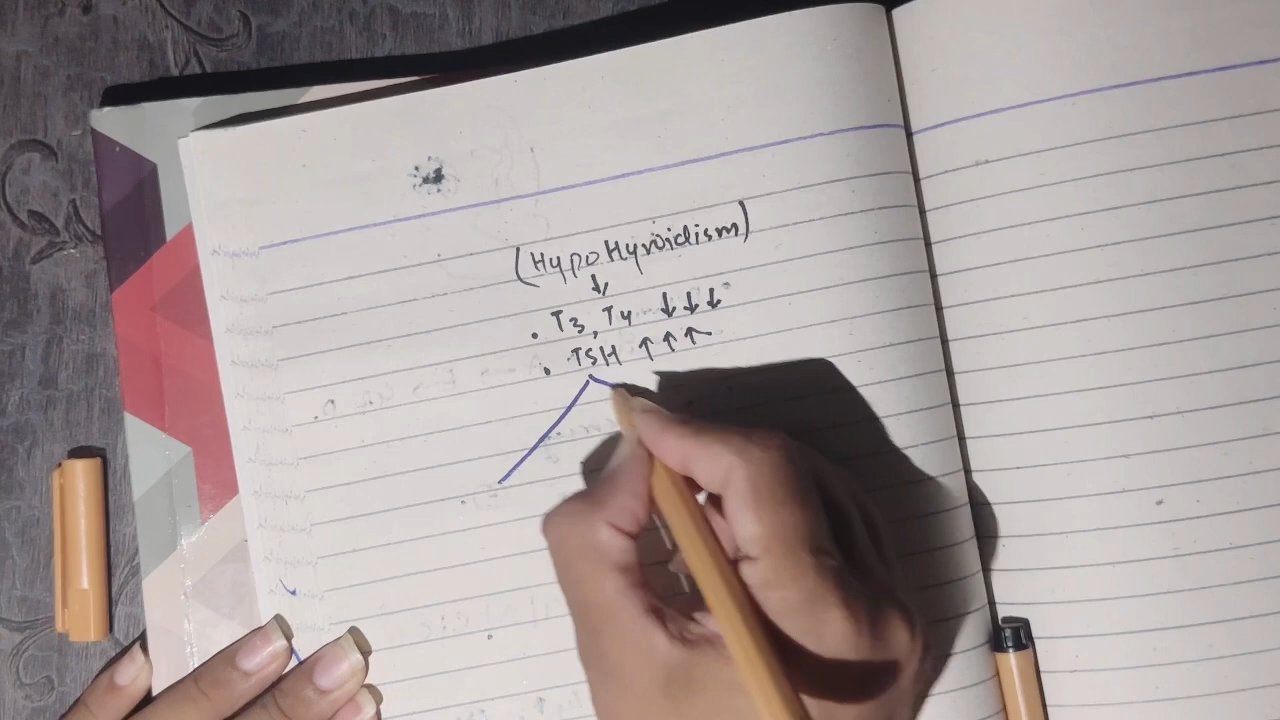 (HypoHyroidism)
↓
. T3, T4 ↓↓↓
. TSH ↑↑↑